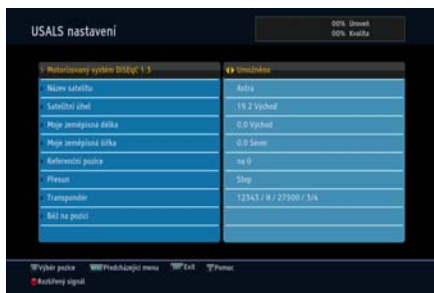 USALS nastavení
00% Úroveň
00% Kvalita
Motorizovaný systém DiSEqC 1.3 Umožněno
Název satelitu Astra
Satelitní úhel 19.2 Východ
Moje zeměpisná délka 0.0 Východ
Moje zeměpisná šířka 0.0 Sever
Referenční pozice na 0
Přesun Stop
Transpondér 12343 / H / 27500 / 3/4
Běž na pozici
Výběr pozice Předcházející menu Exit Pomoc
Rozšířený signál